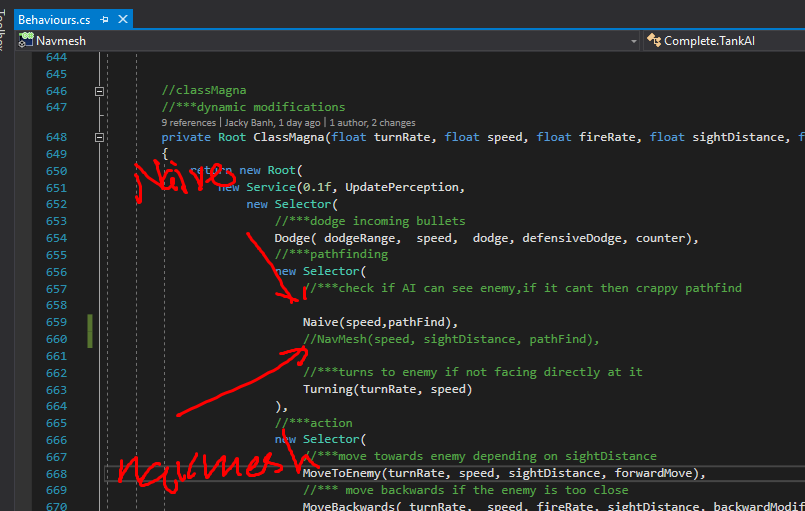 Toolbox
Behaviours.cs
Navmesh
Complete.TankAI
644
645
646 //classMagna
647 //***dynamic modifications
9 references | Jacky Banh, 1 day ago | 1 author, 2 changes
648 private Root ClassMagna(float turnRate, float speed, float fireRate, float sightDistance, f
649 {
650 return new Root(
Naive
651 new Service(0.1f, UpdatePerception,
652 new Selector(
653 //***dodge incoming bullets
654 Dodge( dodgeRange,  speed,  dodge, defensiveDodge, counter),
655 //***pathfinding
656 new Selector(
657 //***check if AI can see enemy,if it cant then crappy pathfind
658
659 Naive(speed,pathFind),
660 //NavMesh(speed, sightDistance, pathFind),
661
662 //***turns to enemy if not facing directly at it
663 Turning(turnRate, speed)
664 ),
665 //***action
666 new Selector(
667 //***move towards enemy depending on sightDistance
navmesh
668 MoveToEnemy(turnRate, speed, sightDistance, forwardMove),
669 //*** move backwards if the enemy is too close
670 MoveBackwards( turnRate,  speed, fireRate, sightDistance, backwardModif